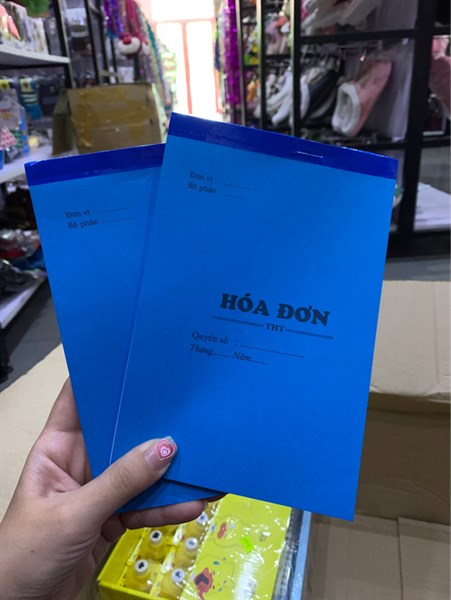 Đơn vị : ............
Bộ phận : ............
Đơn vị : ............
Bộ phận : ............
HÓA ĐƠN
THT
Quyển số : ............
Tháng....... Năm.......